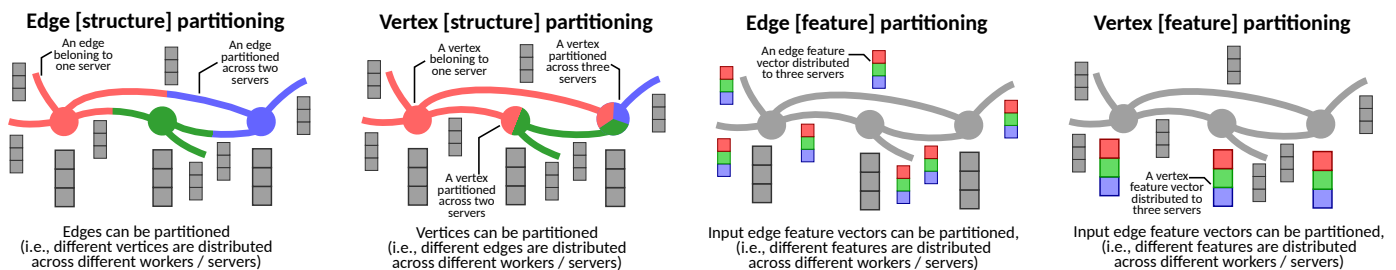 Edge [structure] partitioning
An edge
beloning to
one server
An edge
partitioned
across two
servers
Edges can be partitioned
(i.e., different vertices are distributed
across different workers / servers)
Vertex [structure] partitioning
A vertex
beloning to
one server
A vertex
partitioned
across three
servers
A vertex
partitioned
across two
servers
Vertices can be partitioned
(i.e., different edges are distributed
across different workers / servers)
Edge [feature] partitioning
An edge feature
vector distributed
to three servers
Input edge feature vectors can be partitioned,
(i.e., different features are distributed
across different workers / servers)
Vertex [feature] partitioning
A vertex
feature vector
distributed to
three servers
Input edge feature vectors can be partitioned,
(i.e., different features are distributed
across different workers / servers)